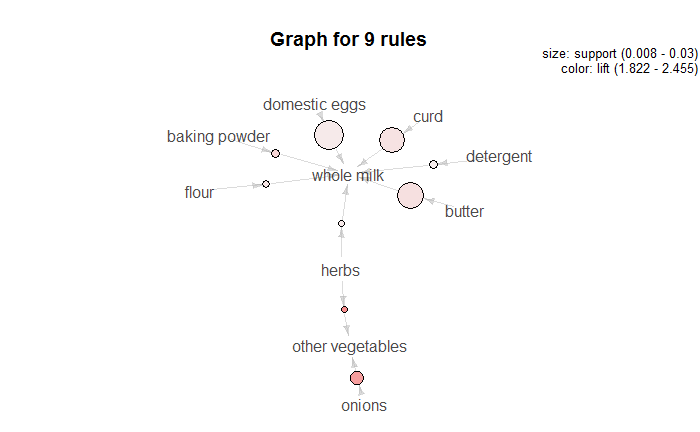 Graph for 9 rules
size: support (0.008 - 0.03)
color: lift (1.822 - 2.455)
domestic eggs
curd
baking powder
detergent
whole milk
flour
butter
herbs
other vegetables
onions